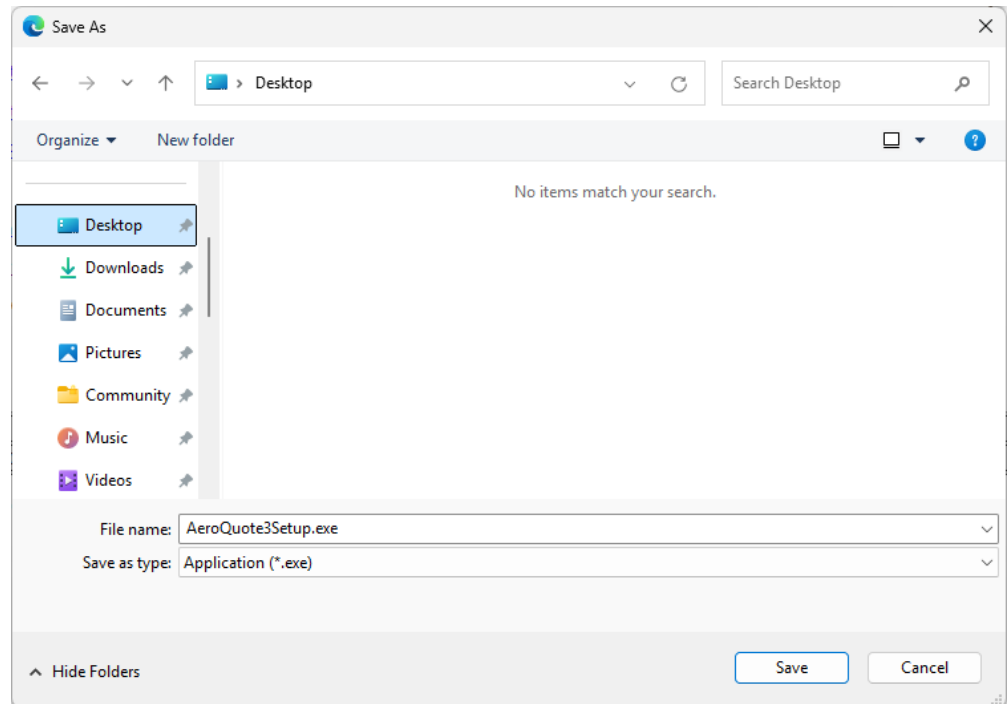 Save As
Desktop
Search Desktop
Organize
New folder
No items match your search.
Desktop
Downloads
Documents
Pictures
Community
Music
Videos
File name: AeroQuote3Setup.exe
Save as type: Application (*.exe)
Hide Folders
Save
Cancel